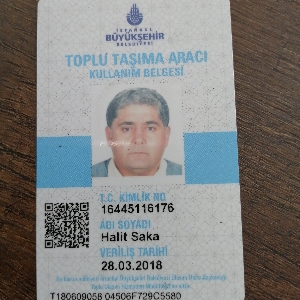 İSTANBUL
BÜYÜKŞEHİR
BELEDİYESİ
TOPLU TAŞIMA ARACI
KULLANIM BELGESİ
T.C. KİMLİK NO
16445116176
ADI SOYADI
Halit Saka
VERİLİŞ TARİHİ
28.03.2018
T180609058 04506F729C5580